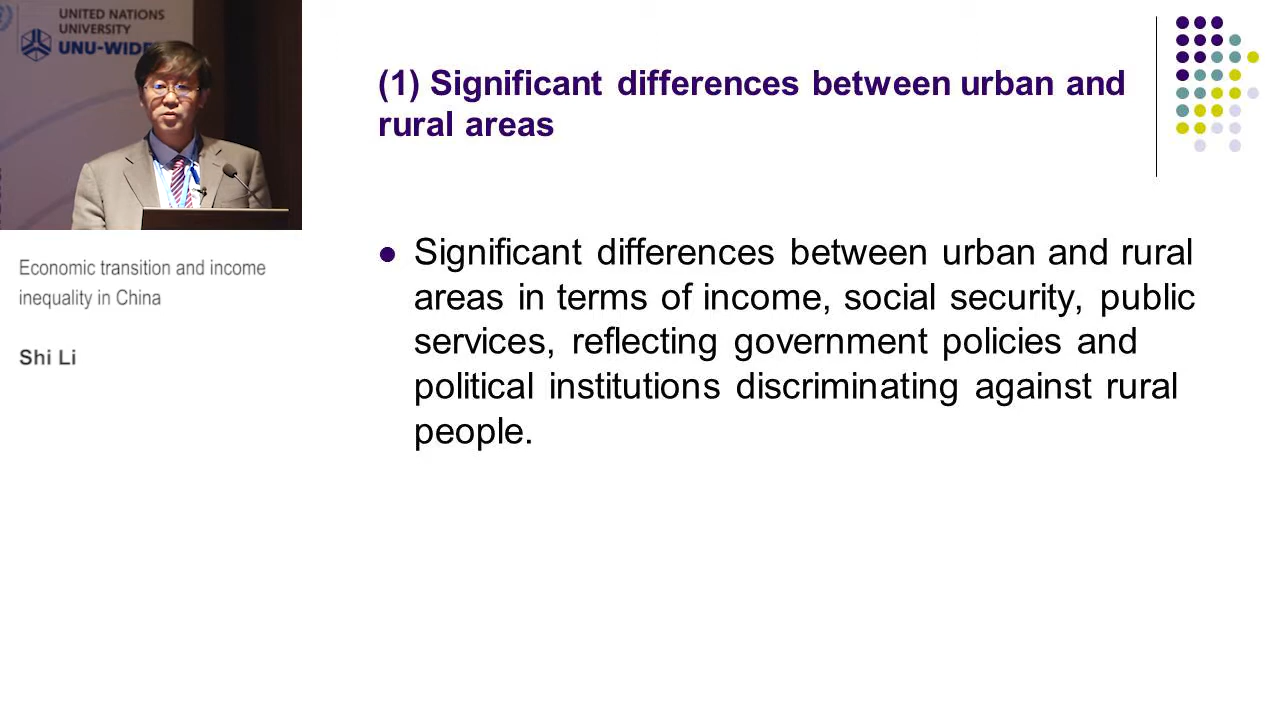 UNITED NATIONS
UNIVERSITY
UNU-WIDER
(1) Significant differences between urban and
rural areas
Significant differences between urban and rural
areas in terms of income, social security, public
services, reflecting government policies and
political institutions discriminating against rural
people.
Economic transition and income
inequality in China
Shi Li